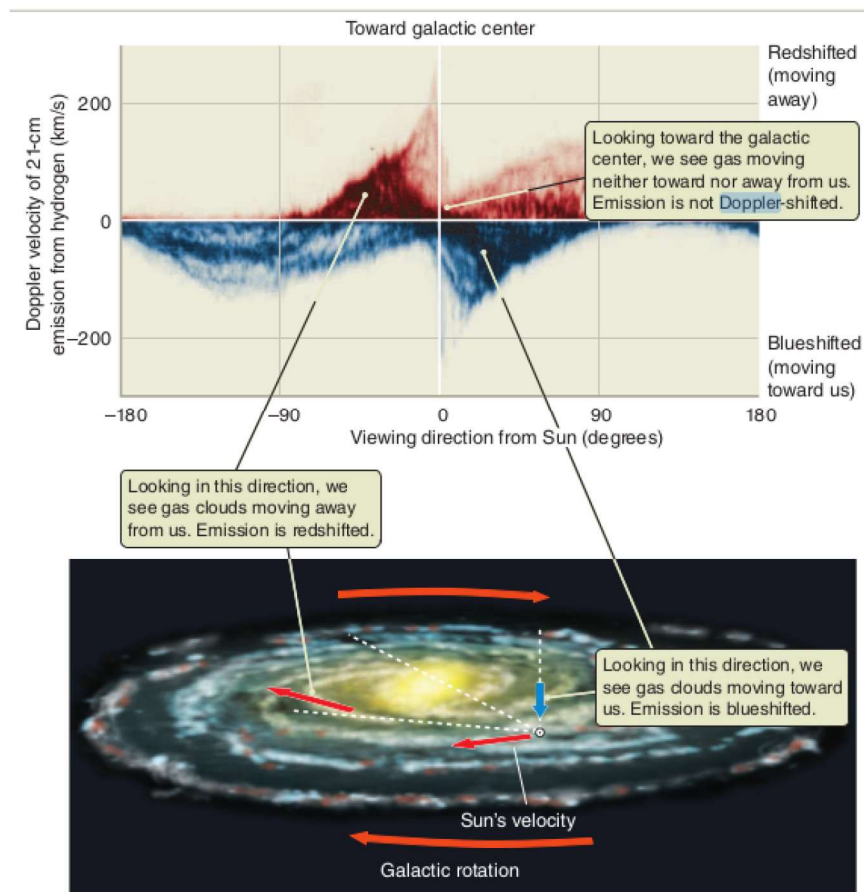 Toward galactic center
Doppler velocity of 21-cm
emission from hydrogen (km/s)
200
0
–200
Redshifted
(moving
away)
Looking toward the galactic
center, we see gas moving
neither toward nor away from us.
Emission is not Doppler-shifted.
Blueshifted
(moving
toward us)
–180
–90
0
90
180
Viewing direction from Sun (degrees)
Looking in this direction, we
see gas clouds moving away
from us. Emission is redshifted.
Looking in this direction, we
see gas clouds moving toward
us. Emission is blueshifted.
Sun's velocity
Galactic rotation